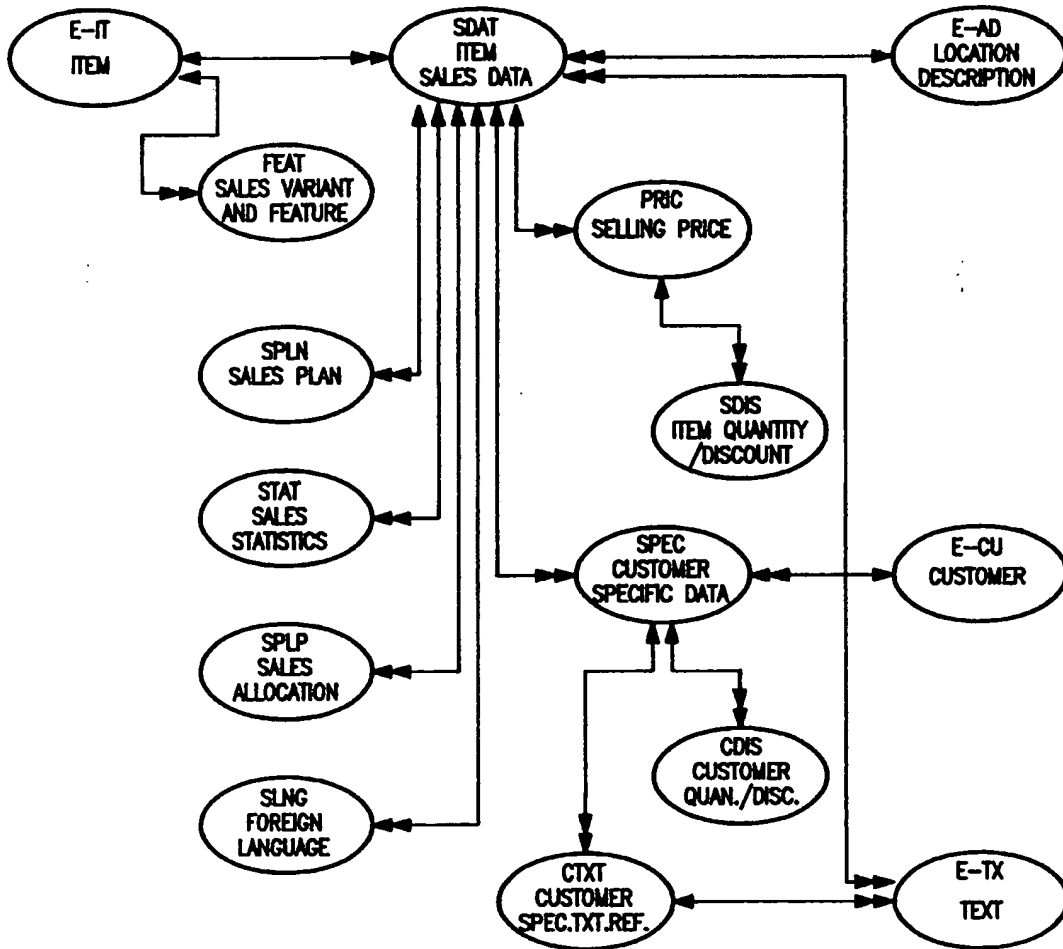 E-IT
ITEM
SDAT
ITEM
SALES DATA
E-AD
LOCATION
DESCRIPTION
FEAT
SALES VARIANT
AND FEATURE
PRIC
SELLING PRICE
SPLN
SALES PLAN
SDIS
ITEM QUANTITY
/DISCOUNT
STAT
SALES
STATISTICS
SPEC
CUSTOMER
SPECIFIC DATA
E-CU
CUSTOMER
SPLP
SALES
ALLOCATION
CDIS
CUSTOMER
QUAN./DISC.
SLNG
FOREIGN
LANGUAGE
CTXT
CUSTOMER
SPEC.TXT.REF.
E-TX
TEXT